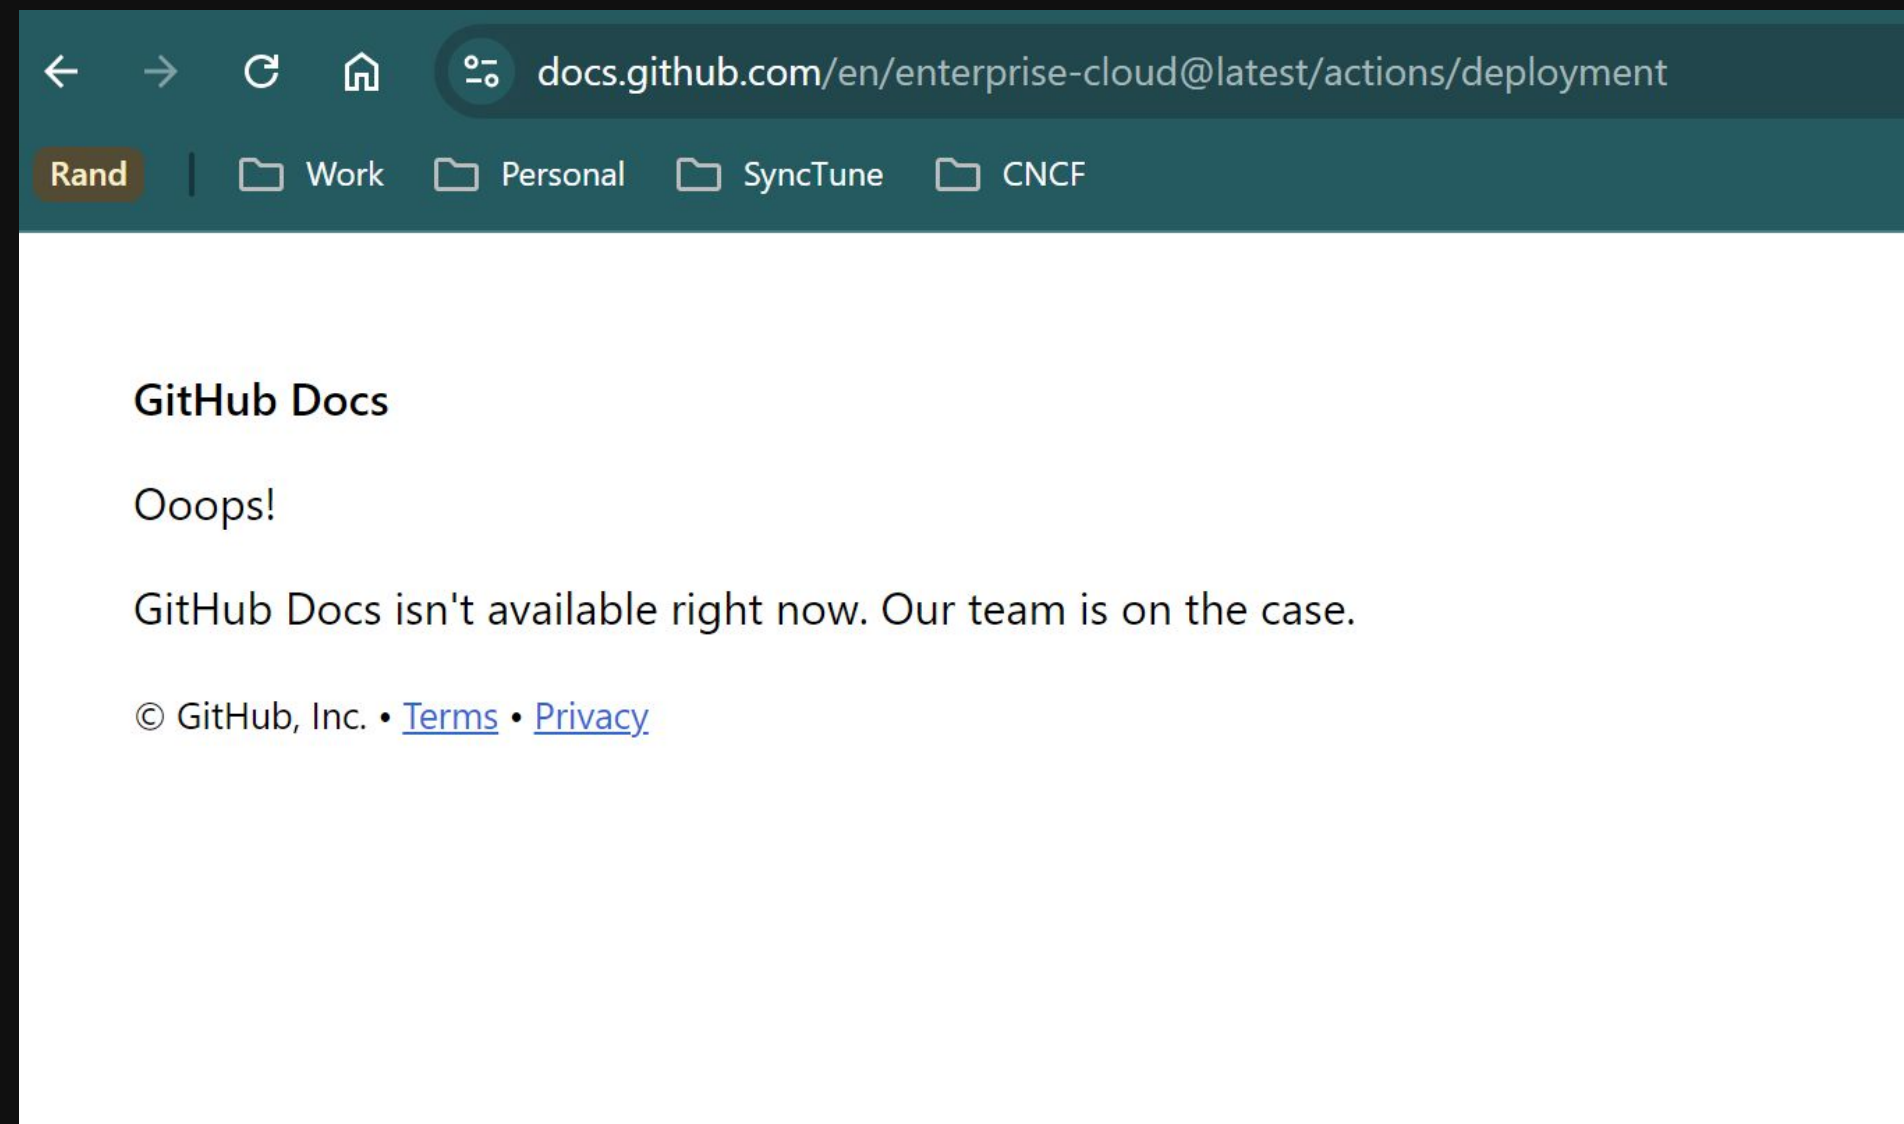 docs.github.com/en/enterprise-cloud@latest/actions/deployment
Rand Work Personal SyncTune CNCF
GitHub Docs
Ooops!
GitHub Docs isn't available right now. Our team is on the case.
© GitHub, Inc. • Terms • Privacy